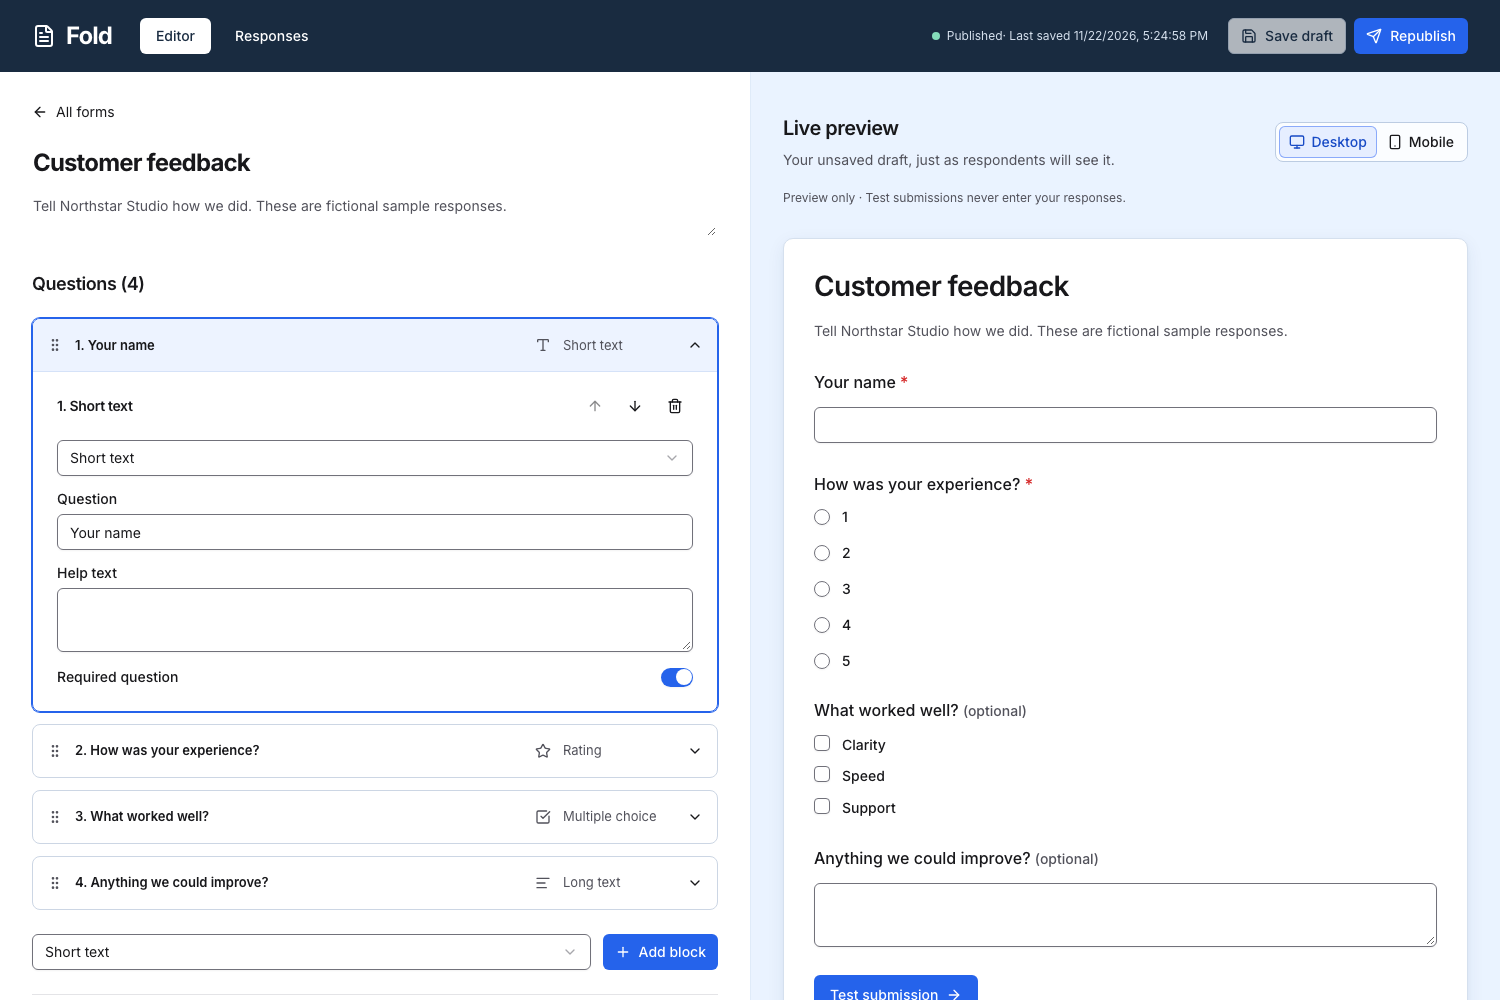 Fold
Editor
Responses
Published· Last saved 11/22/2026, 5:24:58 PM
Save draft
Republish
All forms
Customer feedback
Tell Northstar Studio how we did. These are fictional sample responses.
Questions (4)
1. Your name
Short text
1. Short text
Short text
Question
Your name
Help text
Required question
2. How was your experience?
Rating
3. What worked well?
Multiple choice
4. Anything we could improve?
Long text
Short text
Add block
Live preview
Your unsaved draft, just as respondents will see it.
Desktop
Mobile
Preview only · Test submissions never enter your responses.
Customer feedback
Tell Northstar Studio how we did. These are fictional sample responses.
Your name *
How was your experience? *
1
2
3
4
5
What worked well? (optional)
Clarity
Speed
Support
Anything we could improve? (optional)
Test submission